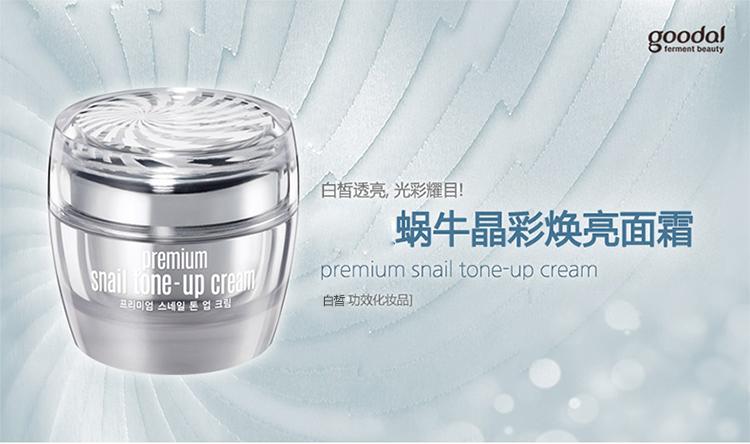 goodal
ferment beauty
premium
snail tone-up cream
프리미엄 스네일 톤 업 크림
白皙透亮, 光彩耀目!
蜗牛晶彩焕亮面霜
premium snail tone-up cream
白皙 功效化妆品]